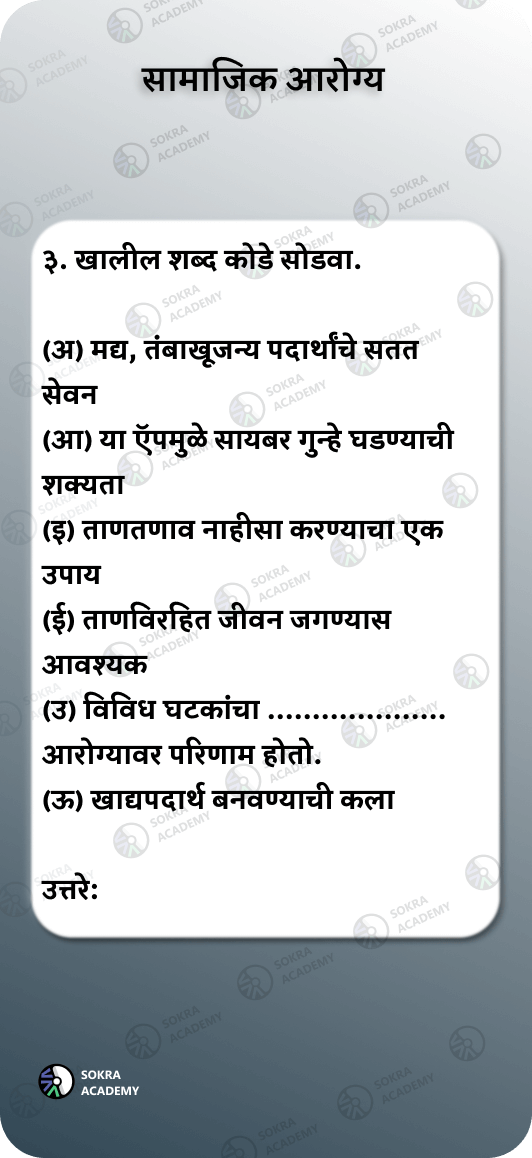 सामाजिक आरोग्य
३. खालील शब्द कोडे सोडवा.
(अ) मद्य, तंबाखूजन्य पदार्थांचे सतत
सेवन
(आ) या ऍपमुळे सायबर गुन्हे घडण्याची
शक्यता
(इ) ताणतणाव नाहीसा करण्याचा एक
उपाय
(ई) ताणविरहित जीवन जगण्यास
आवश्यक
(उ) विविध घटकांचा ....................
आरोग्यावर परिणाम होतो.
(ऊ) खाद्यपदार्थ बनवण्याची कला
उत्तरे:
SOKRA
ACADEMY